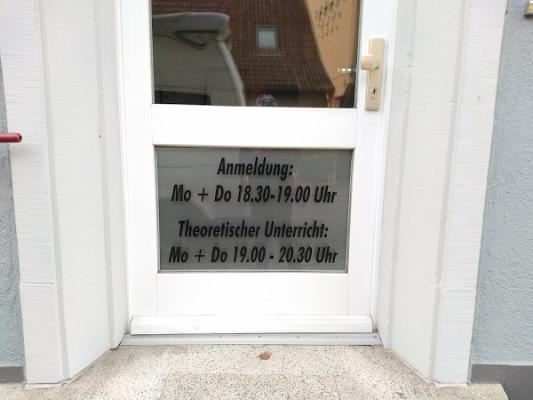 Anmeldung:
Mo + Do 18.30-19.00 Uhr
Theoretischer Unterricht:
Mo + Do 19.00 - 20.30 Uhr